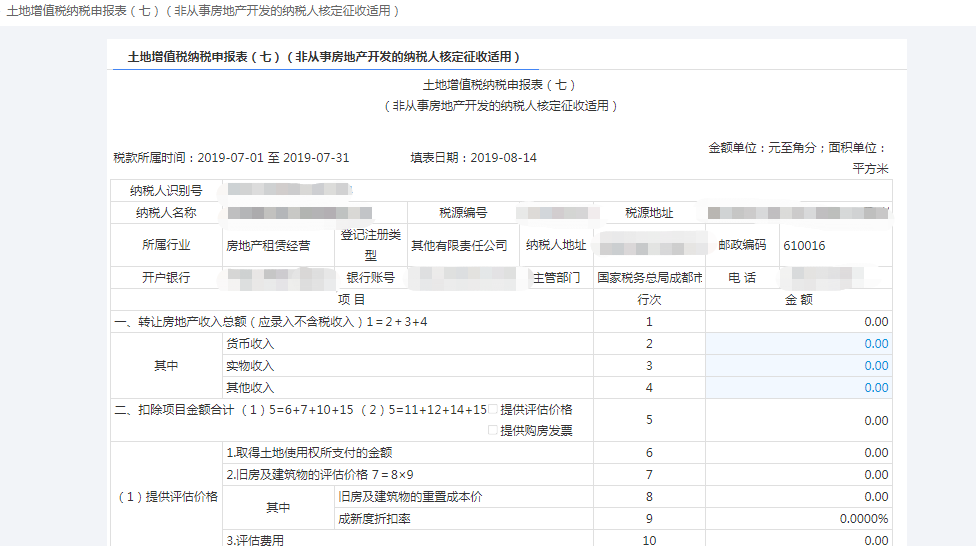 土地增值税纳税申报表（七）（非从事房地产开发的纳税人核定征收适用）
土地增值税纳税申报表（七）（非从事房地产开发的纳税人核定征收适用）
土地增值税纳税申报表（七）
（非从事房地产开发的纳税人核定征收适用）
税款所属时间：2019-07-01 至 2019-07-31 填表日期：2019-08-14 金额单位：元至角分；面积单位：
平方米
纳税人识别号
纳税人名称 税源编号 税源地址
所属行业 房地产租赁经营 登记注册类型 其他有限责任公司 纳税人地址 邮政编码 610016
开户银行 银行账号 主管部门 国家税务总局成都市 电 话
项 目 行次 金 额
一、转让房地产收入总额（应录入不含税收入）1＝2＋3+4 1 0.00
其中 货币收入 2 0.00
实物收入 3 0.00
其他收入 4 0.00
二、扣除项目金额合计（1）5=6+7+10+15（2）5=11+12+14+15 提供评估价格
提供购房发票 5 0.00
（1）提供评估价格 1.取得土地使用权所支付的金额 6 0.00
2.旧房及建筑物的评估价格 7＝8×9 7 0.00
其中 旧房及建筑物的重置成本价 8 0.00
成新度折扣率 9 0.0000%
3.评估费用 10 0.00